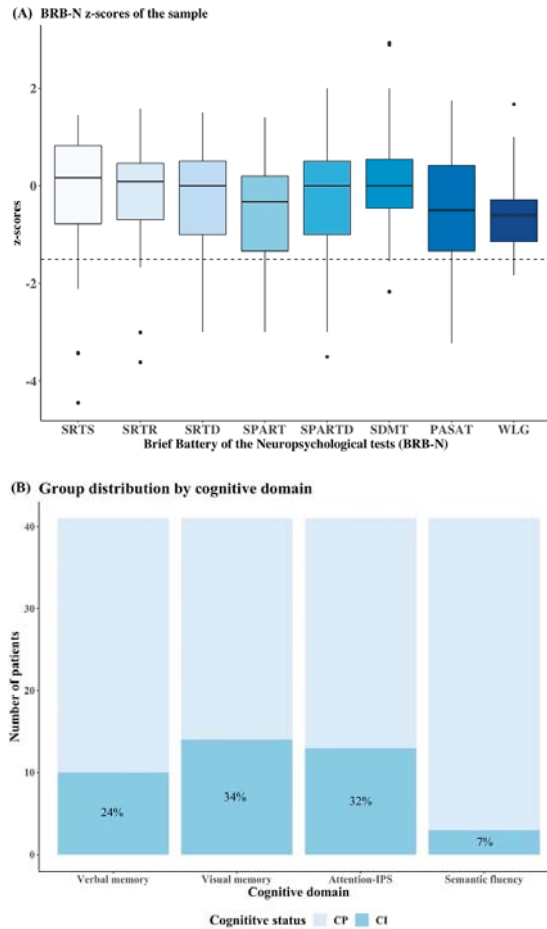 (A) BRB-N z-scores of the sample
z-scores
2
0
-2
-4
SRTS SRTR SRTD SPART SPARTD SDMT PASAT WLG
Brief Battery of the Neuropsychological tests (BRB-N)
(B) Group distribution by cognitive domain
Number of patients
40
30
20
10
0
24%
34%
32%
7%
Verbal memory Visual memory Attention-IPS Semantic fluency
Cognitive domain
Cognititve status CP CI